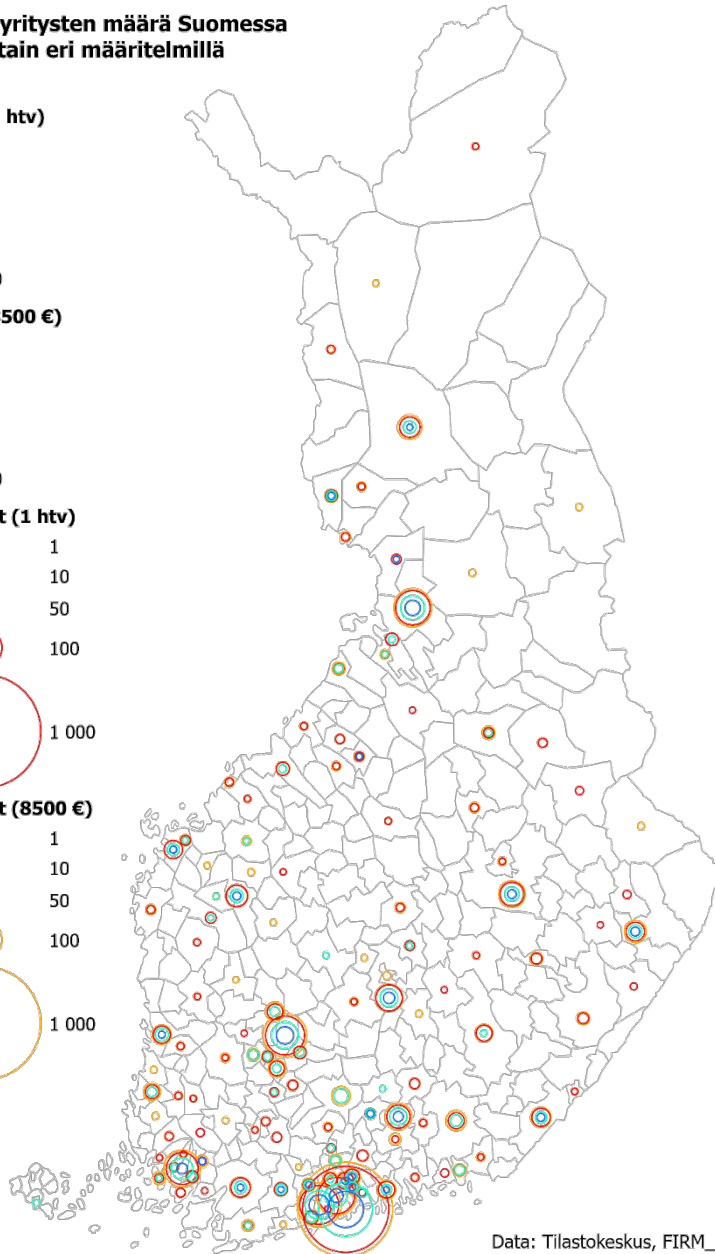 yritysten määrä Suomessa
tain eri määritelmillä
htv)
)
500 €)
)
t (1 htv)
1
10
50
100
1 000
t (8500 €)
1
10
50
100
1 000
Data: Tilastokeskus, FIRM_